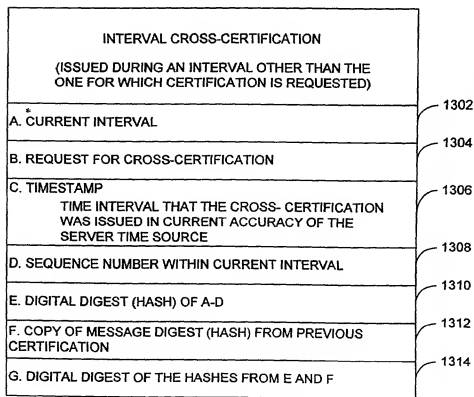 INTERVAL CROSS-CERTIFICATION
(ISSUED DURING AN INTERVAL OTHER THAN THE
ONE FOR WHICH CERTIFICATION IS REQUESTED)
1302
A. CURRENT INTERVAL
1304
B. REQUEST FOR CROSS-CERTIFICATION
1306
C. TIMESTAMP
TIME INTERVAL THAT THE CROSS- CERTIFICATION
WAS ISSUED IN CURRENT ACCURACY OF THE
SERVER TIME SOURCE
1308
D. SEQUENCE NUMBER WITHIN CURRENT INTERVAL
1310
E. DIGITAL DIGEST (HASH) OF A-D
1312
F. COPY OF MESSAGE DIGEST (HASH) FROM PREVIOUS
CERTIFICATION
1314
G. DIGITAL DIGEST OF THE HASHES FROM E AND F